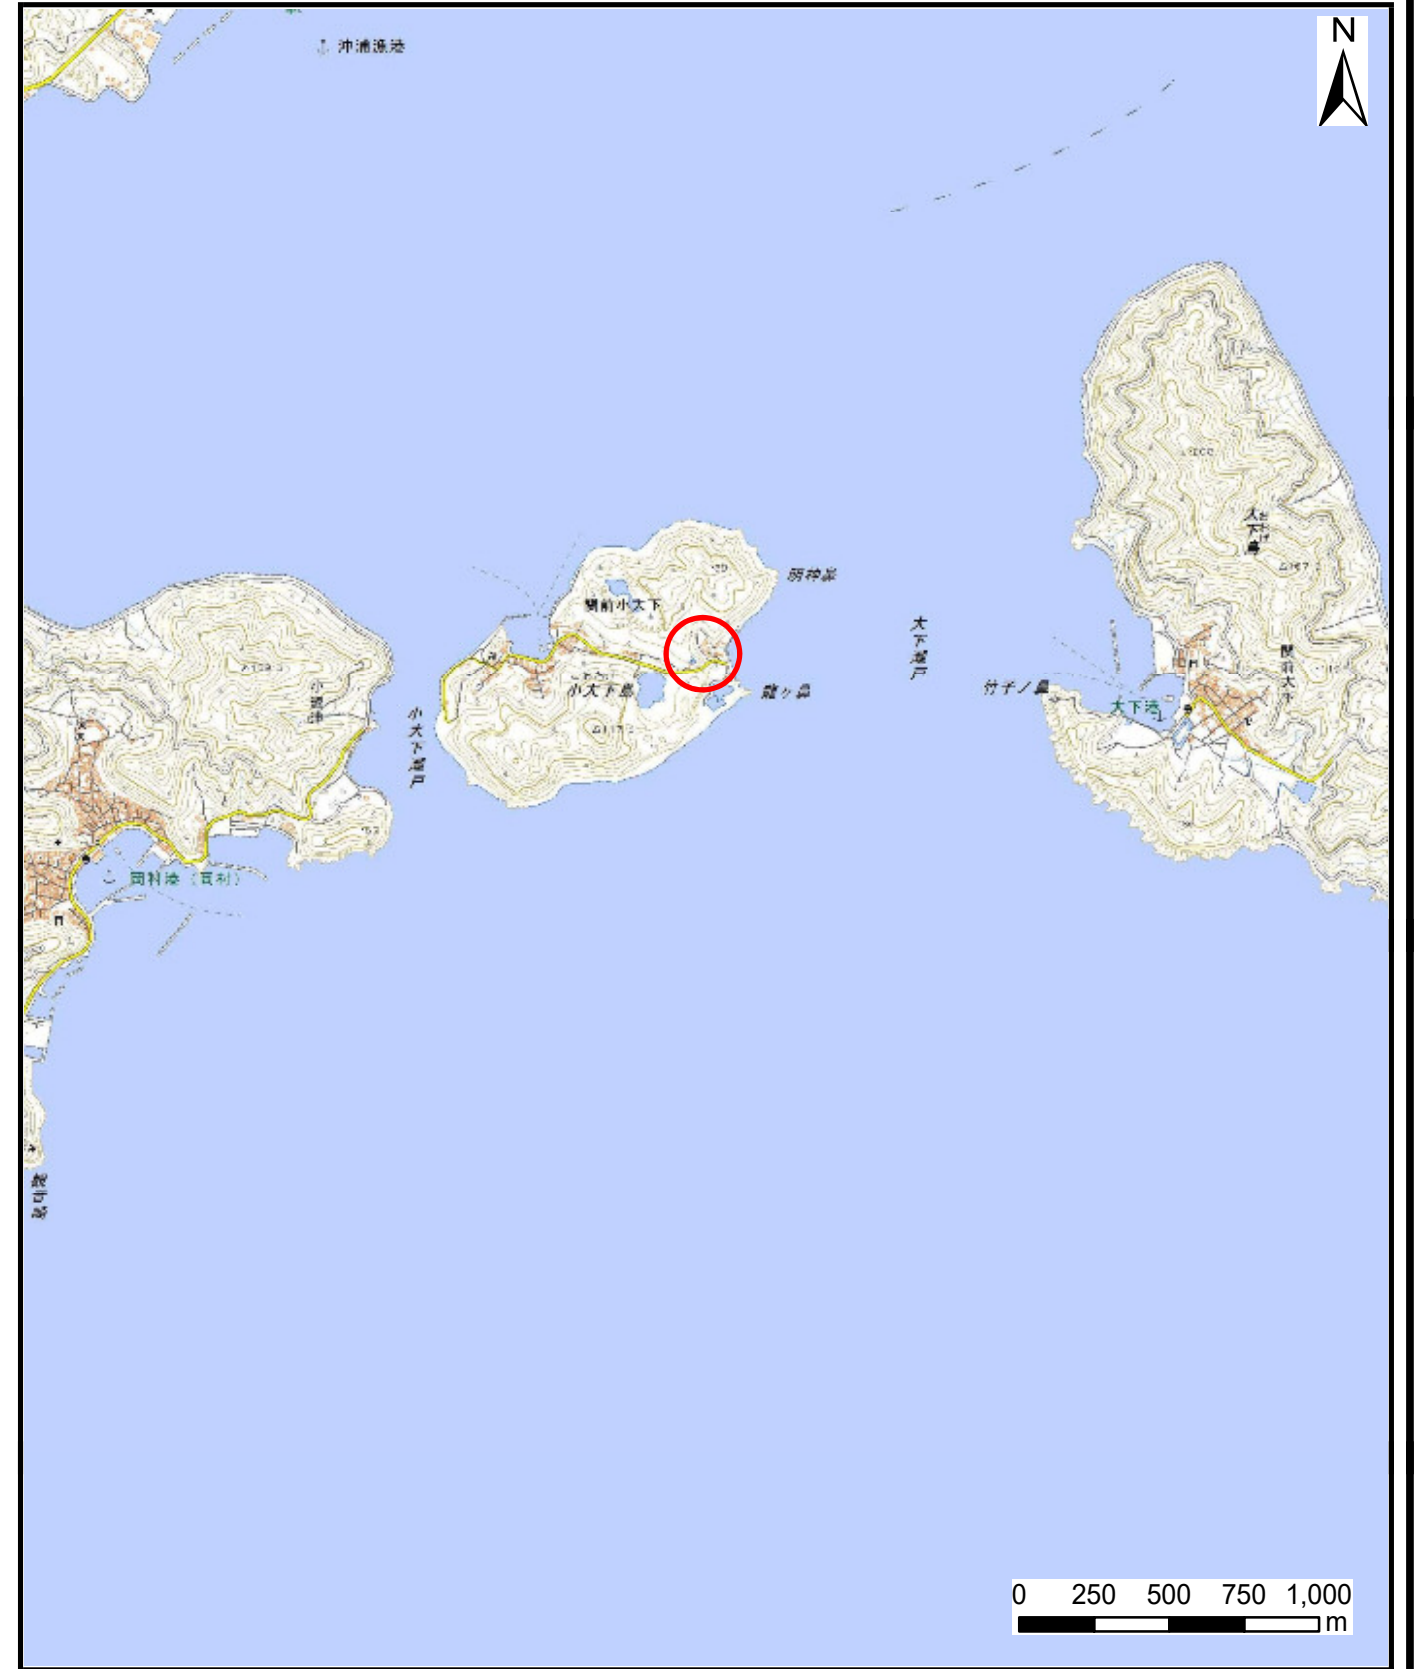 沖浦漁港
N
明神鼻
関前小大下
小大下島
龍ヶ鼻
大下瀬戸
竹子ノ鼻
大下港
大下島
関前大下
小大下瀬戸
岡村港(岡村)
0 250 500 750 1,000
m